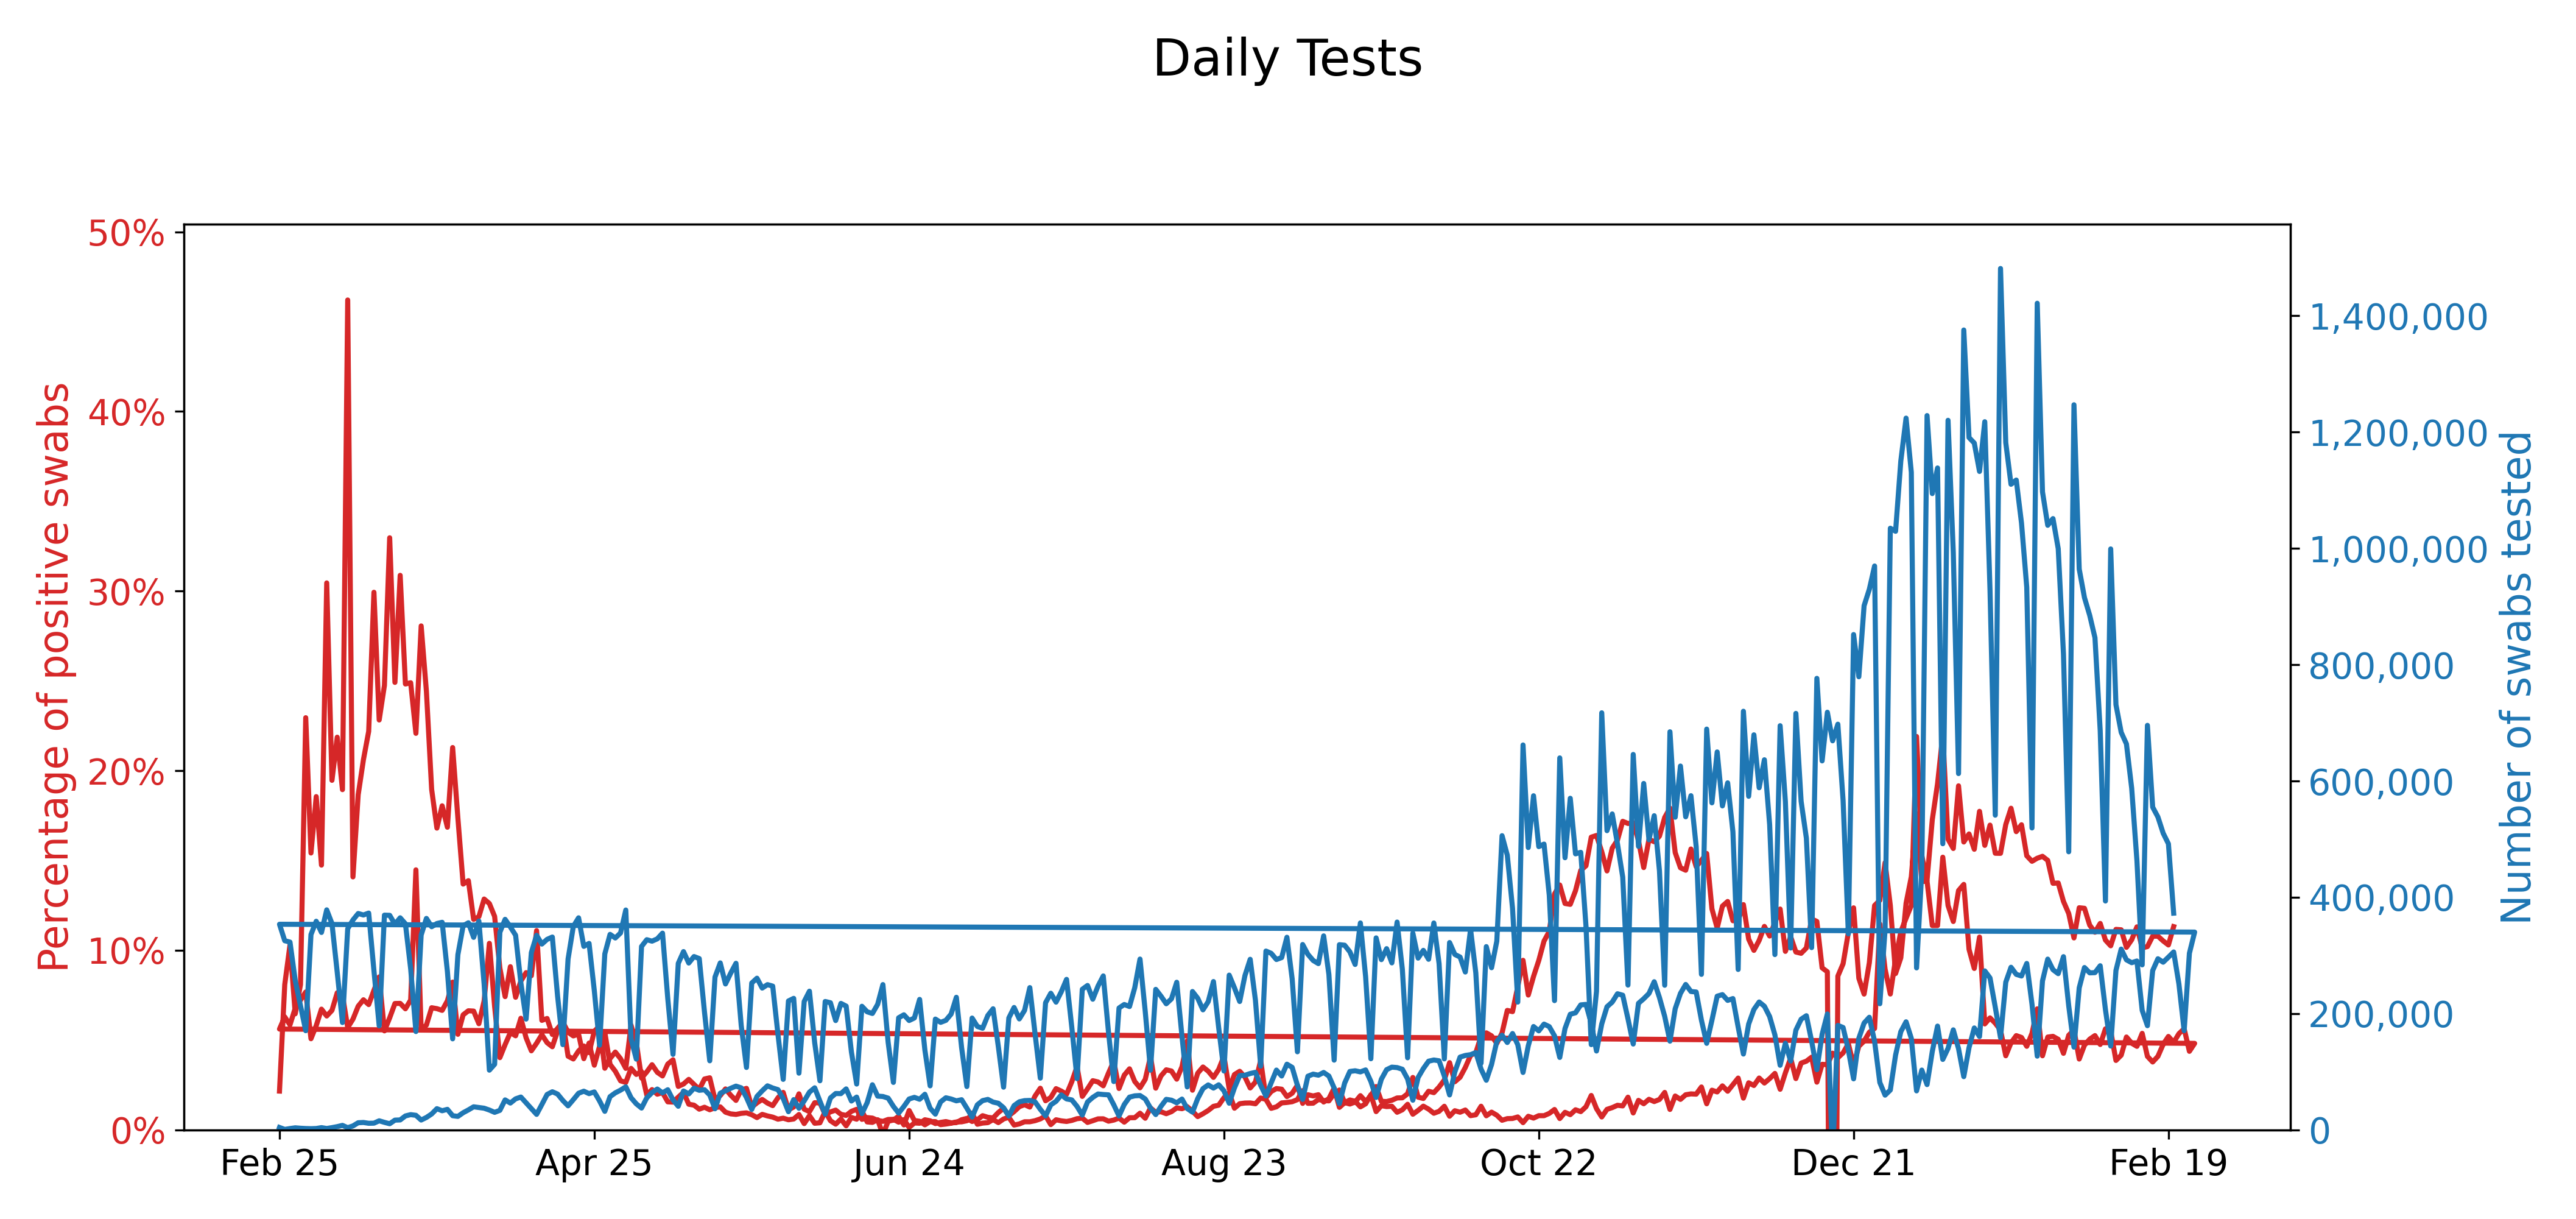 Daily Tests
Percentage of positive swabs
50%
40%
30%
20%
10%
0%
1,400,000
1,200,000
1,000,000
800,000
600,000
400,000
200,000
0
Number of swabs tested
Feb 25
Apr 25
Jun 24
Aug 23
Oct 22
Dec 21
Feb 19